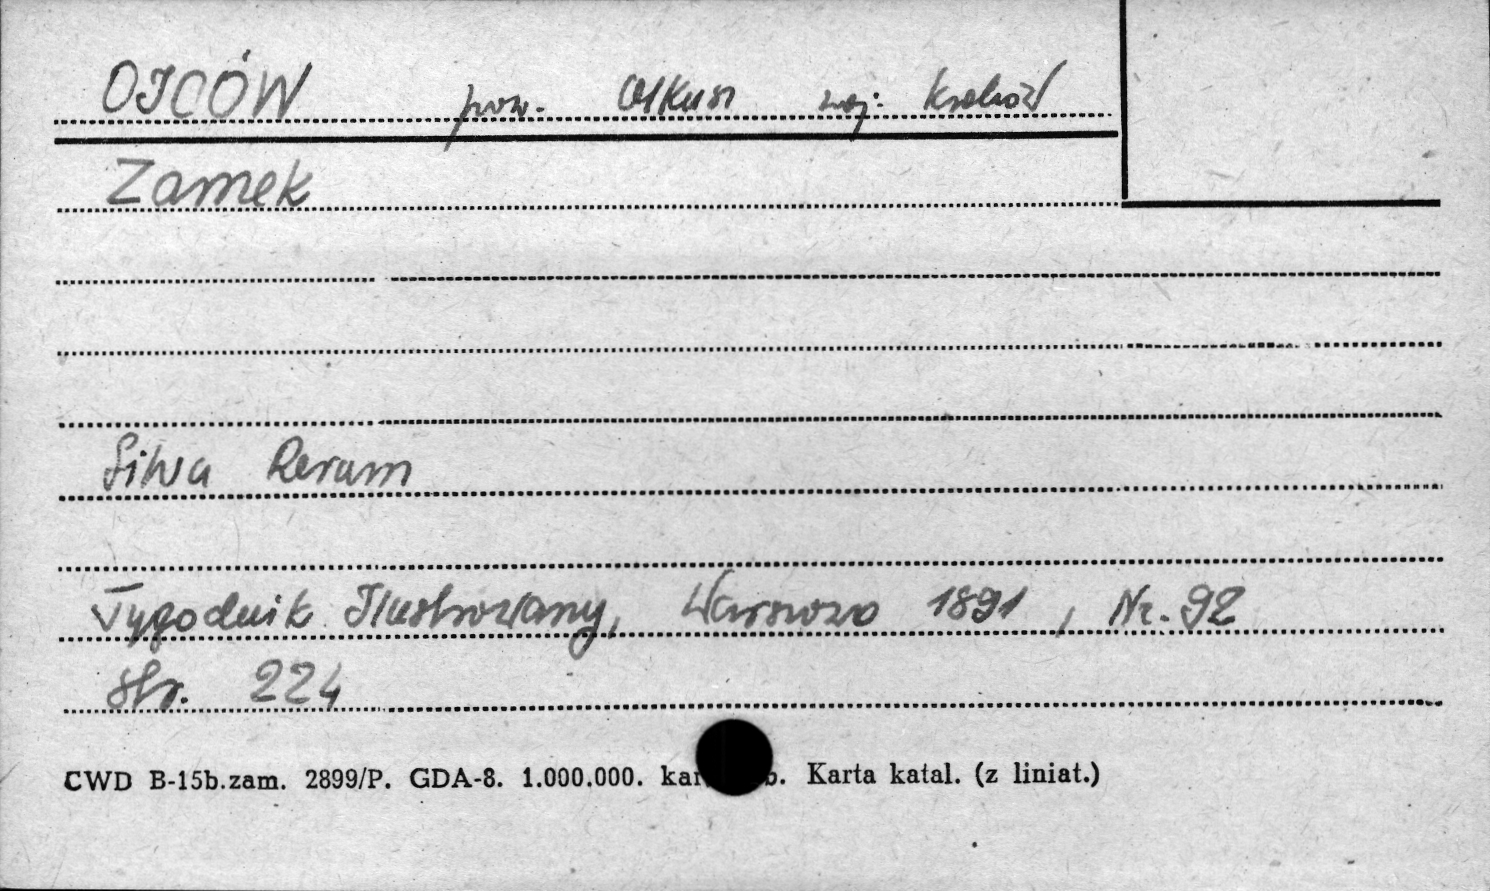 OJCÓW pow. Olkusz woj. Kraków
Zamek
Silva Rerum
Tygodnik Ilustrowany, Warszawa 1891, Nr. 92
str. 224
CWD B-15b.zam. 2899/P. GDA-8. 1.000.000. Karta katal. (z liniat.)